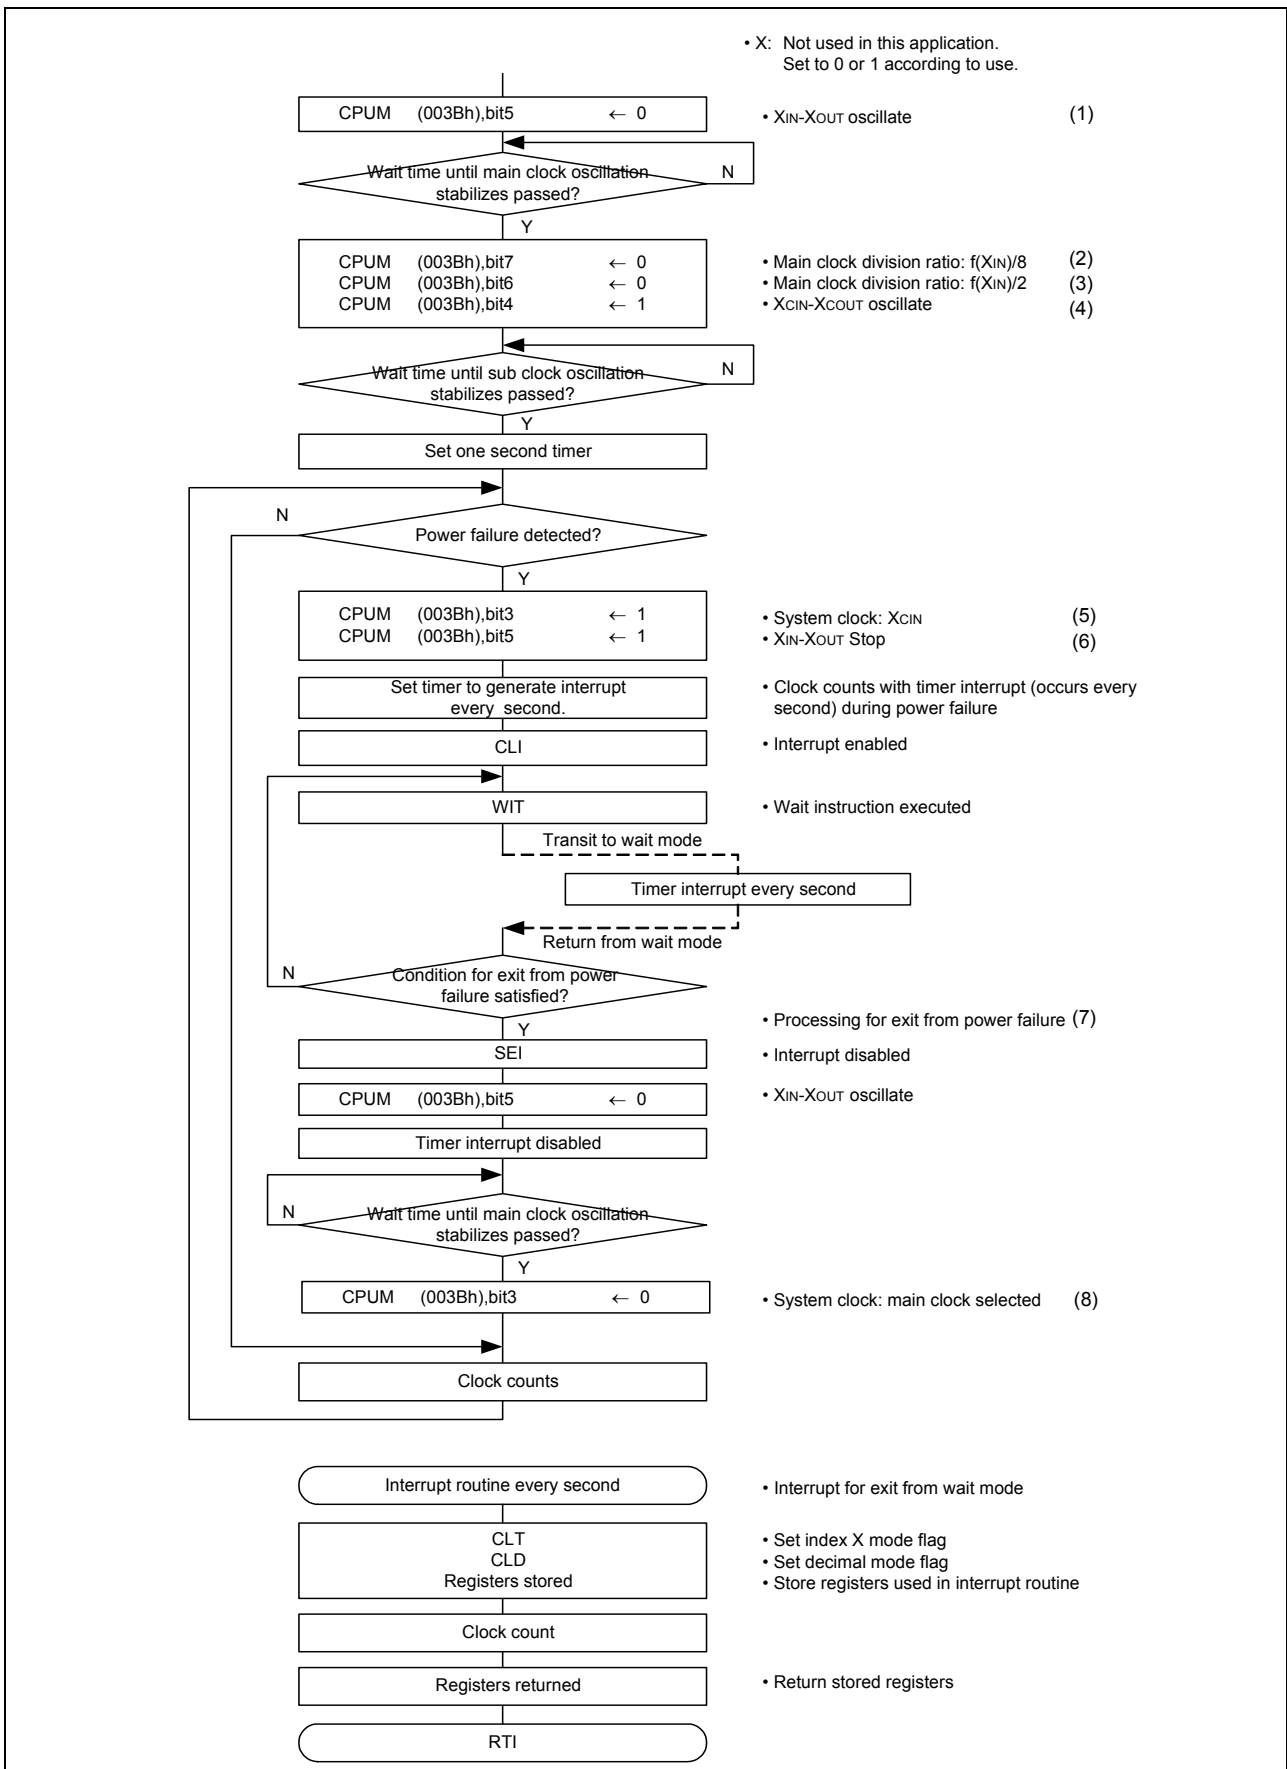 • X: Not used in this application.
Set to 0 or 1 according to use.
CPUM (003Bh),bit5 ← 0 • XIN-XOUT oscillate (1)
Wait time until main clock oscillation
stabilizes passed?
N
Y
CPUM (003Bh),bit7 ← 0 • Main clock division ratio: f(XIN)/8 (2)
CPUM (003Bh),bit6 ← 0 • Main clock division ratio: f(XIN)/2 (3)
CPUM (003Bh),bit4 ← 1 • XCIN-XCOUT oscillate (4)
Wait time until sub clock oscillation
stabilizes passed?
N
Y
Set one second timer
N
Power failure detected?
Y
CPUM (003Bh),bit3 ← 1 • System clock: XCIN (5)
CPUM (003Bh),bit5 ← 1 • XIN-XOUT Stop (6)
Set timer to generate interrupt
every second.
• Clock counts with timer interrupt (occurs every
second) during power failure
CLI • Interrupt enabled
WIT • Wait instruction executed
Transit to wait mode
Timer interrupt every second
Return from wait mode
N
Condition for exit from power
failure satisfied?
• Processing for exit from power failure (7)
Y
SEI • Interrupt disabled
CPUM (003Bh),bit5 ← 0 • XIN-XOUT oscillate
Timer interrupt disabled
N
Wait time until main clock oscillation
stabilizes passed?
Y
CPUM (003Bh),bit3 ← 0 • System clock: main clock selected (8)
Clock counts
Interrupt routine every second • Interrupt for exit from wait mode
CLT • Set index X mode flag
CLD • Set decimal mode flag
Registers stored • Store registers used in interrupt routine
Clock count
Registers returned • Return stored registers
RTI